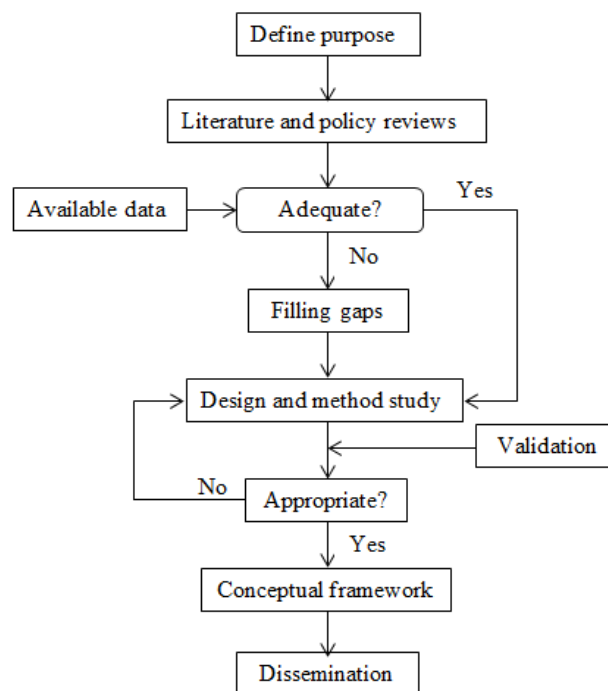 Define purpose
Literature and policy reviews
Available data
Adequate?
Yes
No
Filling gaps
Design and method study
Validation
No
Appropriate?
Yes
Conceptual framework
Dissemination